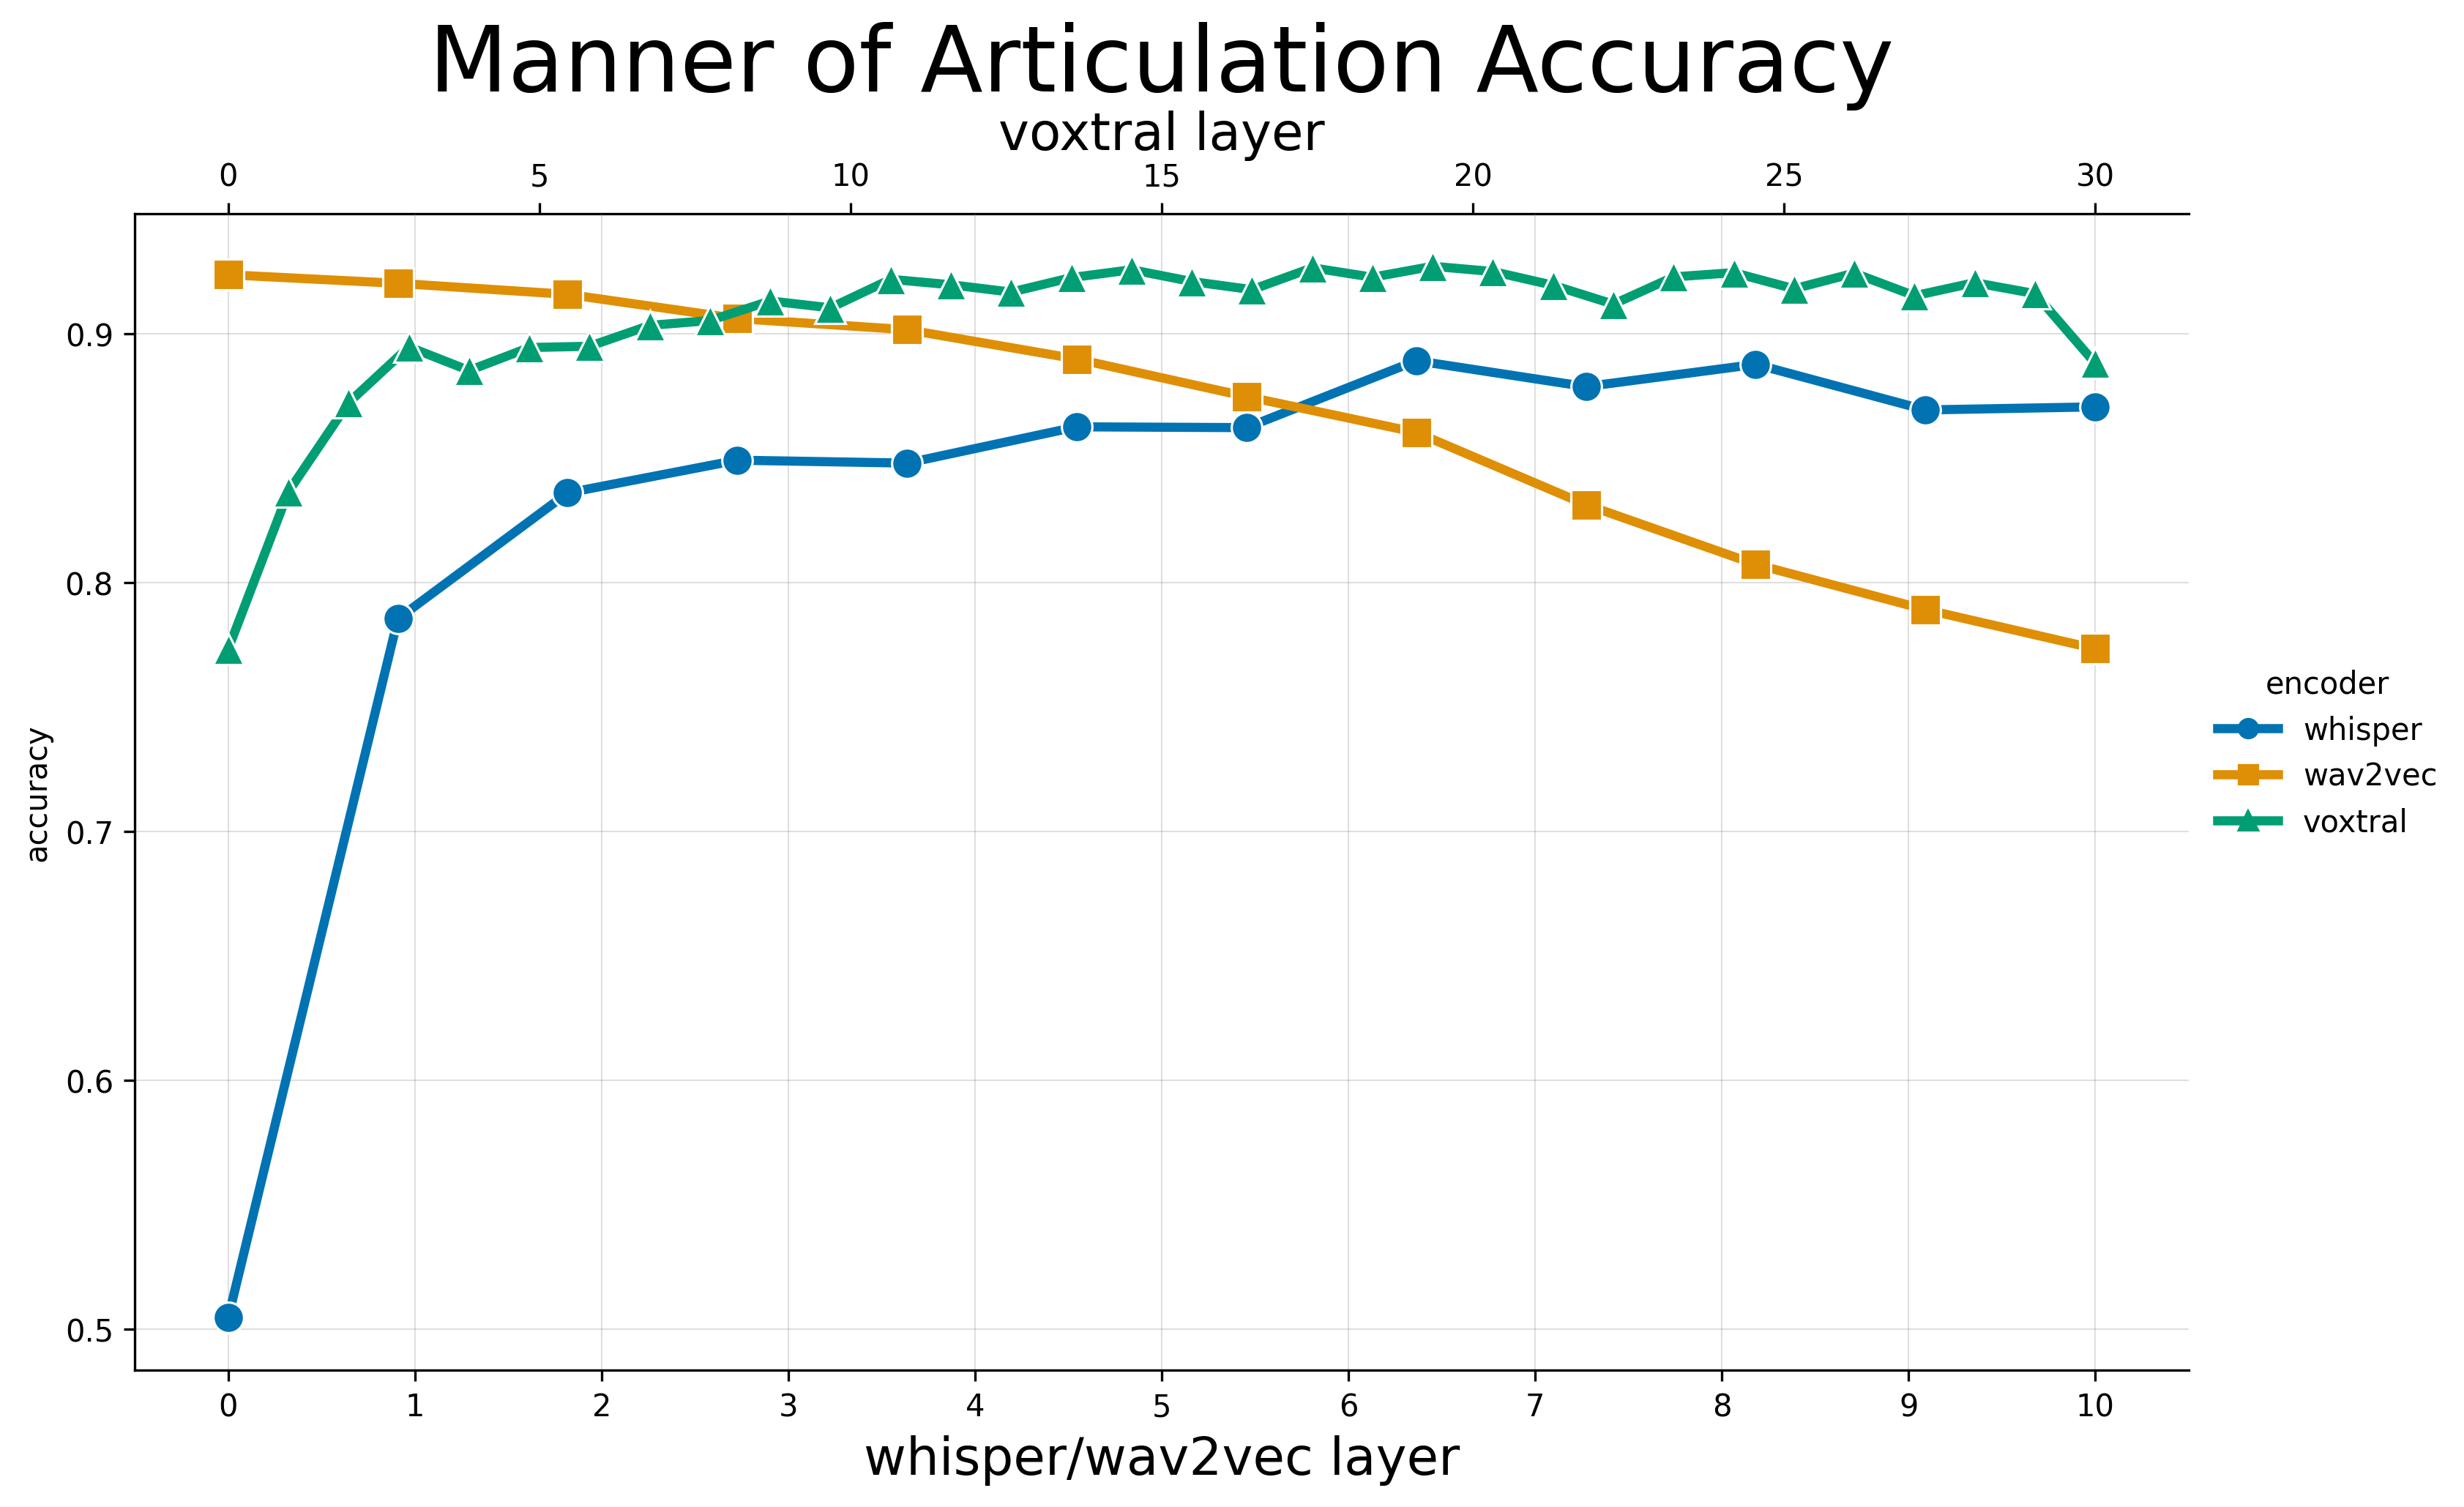 Manner of Articulation Accuracy
voxtral layer
0 5 10 15 20 25 30
0.9
0.8
0.7
0.6
0.5
accuracy
encoder
whisper
wav2vec
voxtral
0 1 2 3 4 5 6 7 8 9 10
whisper/wav2vec layer